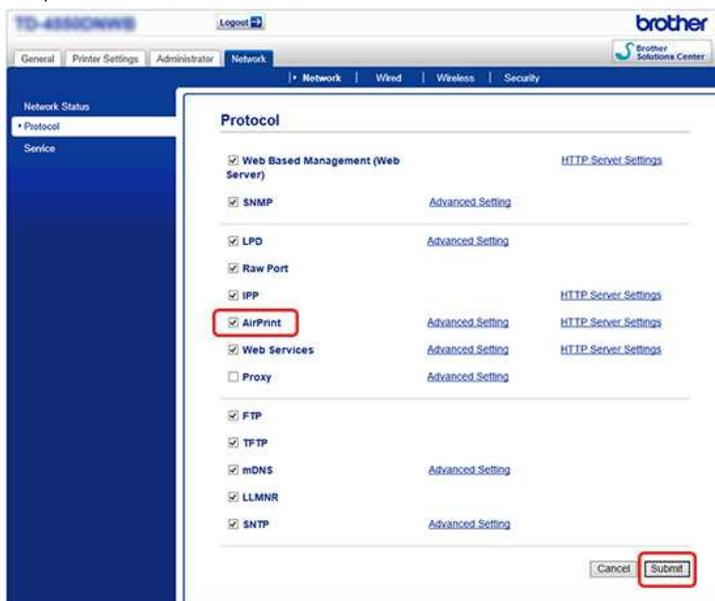 Logout
brother
General Printer Settings Administrator Network
Brother
Solutions Center
Network | Wired | Wireless | Security
Network Status
Protocol
Service
Protocol
Web Based Management (Web
Server) HTTP Server Settings
SNMP Advanced Setting
LPD Advanced Setting
Raw Port
IPP HTTP Server Settings
AirPrint Advanced Setting HTTP Server Settings
Web Services Advanced Setting HTTP Server Settings
Proxy Advanced Setting
FTP
TFTP
mDNS Advanced Setting
LLMNR
SNTP Advanced Setting
Cancel Submit